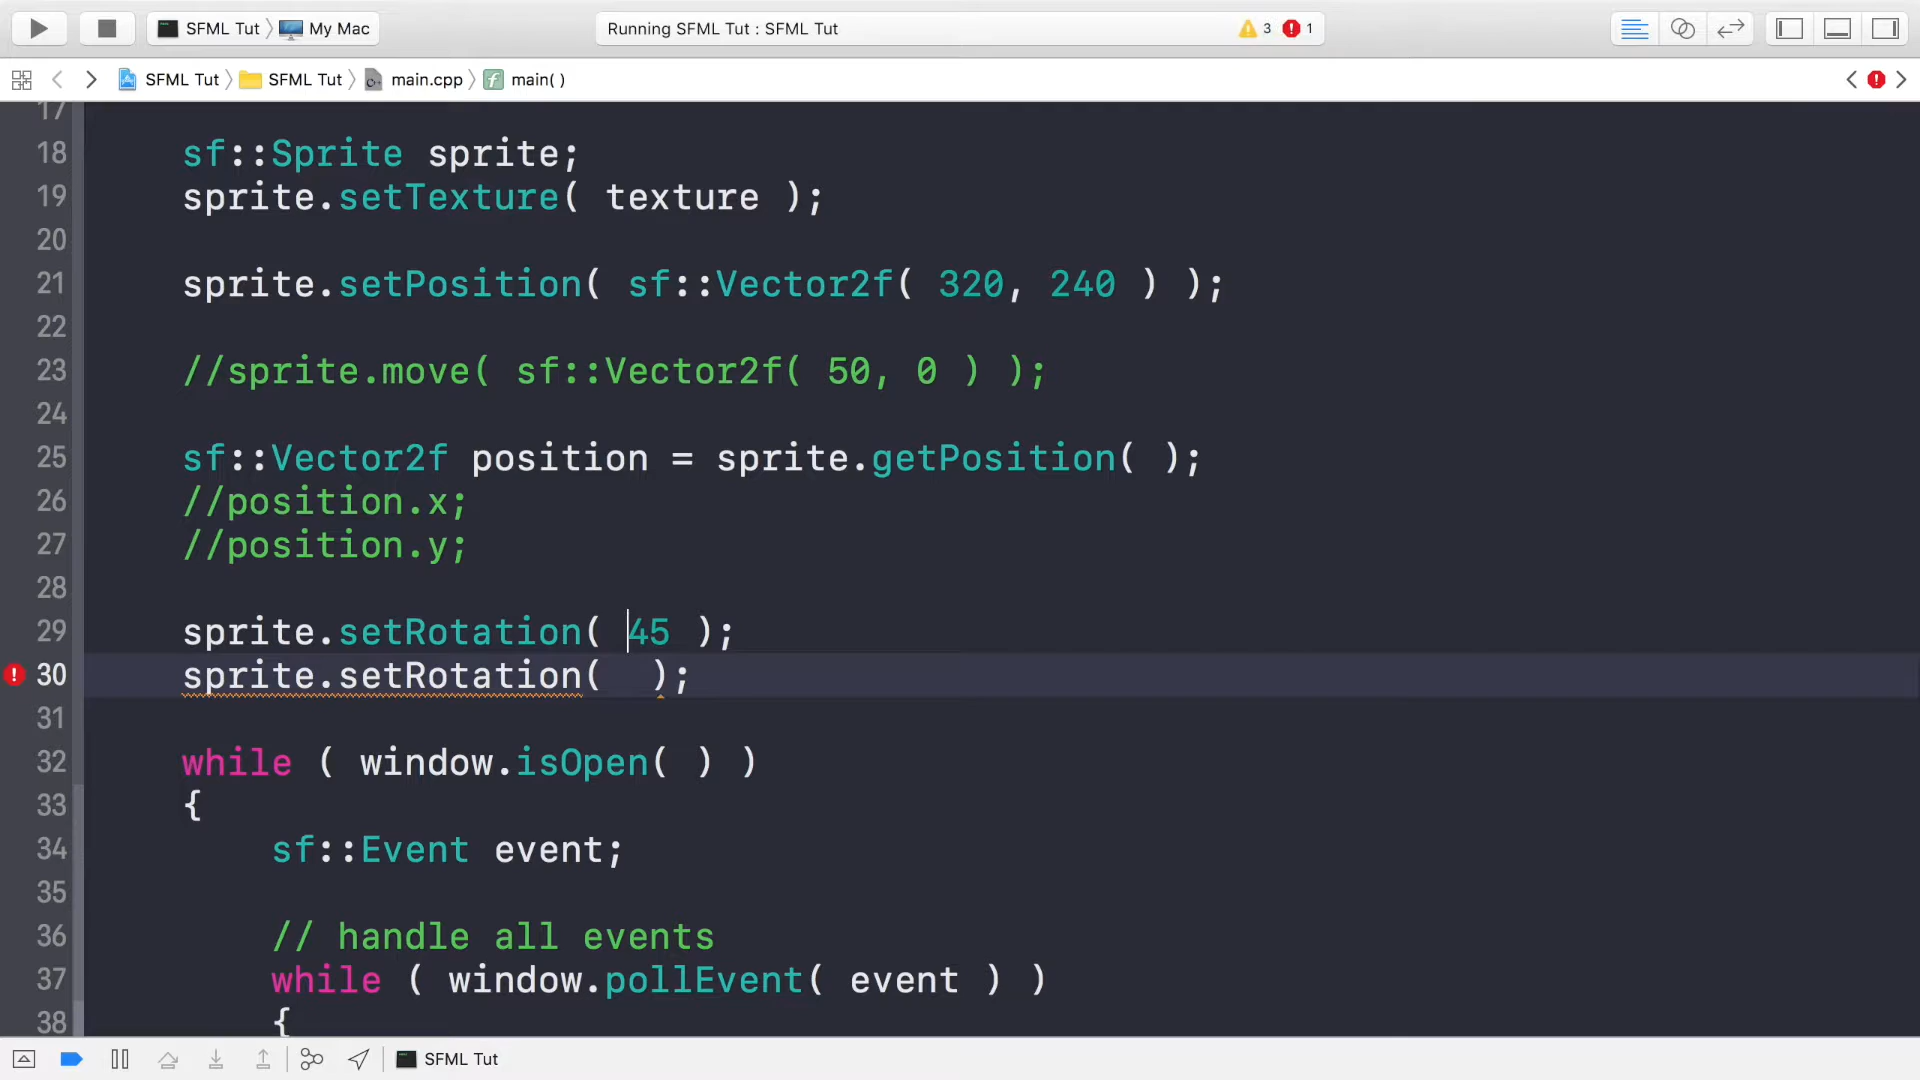 SFML Tut My Mac Running SFML Tut : SFML Tut 3 1
SFML Tut SFML Tut main.cpp main( )
17
18 sf::Sprite sprite;
19 sprite.setTexture( texture );
20
21 sprite.setPosition( sf::Vector2f( 320, 240 ) );
22
23 //sprite.move( sf::Vector2f( 50, 0 ) );
24
25 sf::Vector2f position = sprite.getPosition( );
26 //position.x;
27 //position.y;
28
29 sprite.setRotation( 45 );
30 sprite.setRotation(  );
31
32 while ( window.isOpen( ) )
33 {
34 sf::Event event;
35
36 // handle all events
37 while ( window.pollEvent( event ) )
38 {
SFML Tut